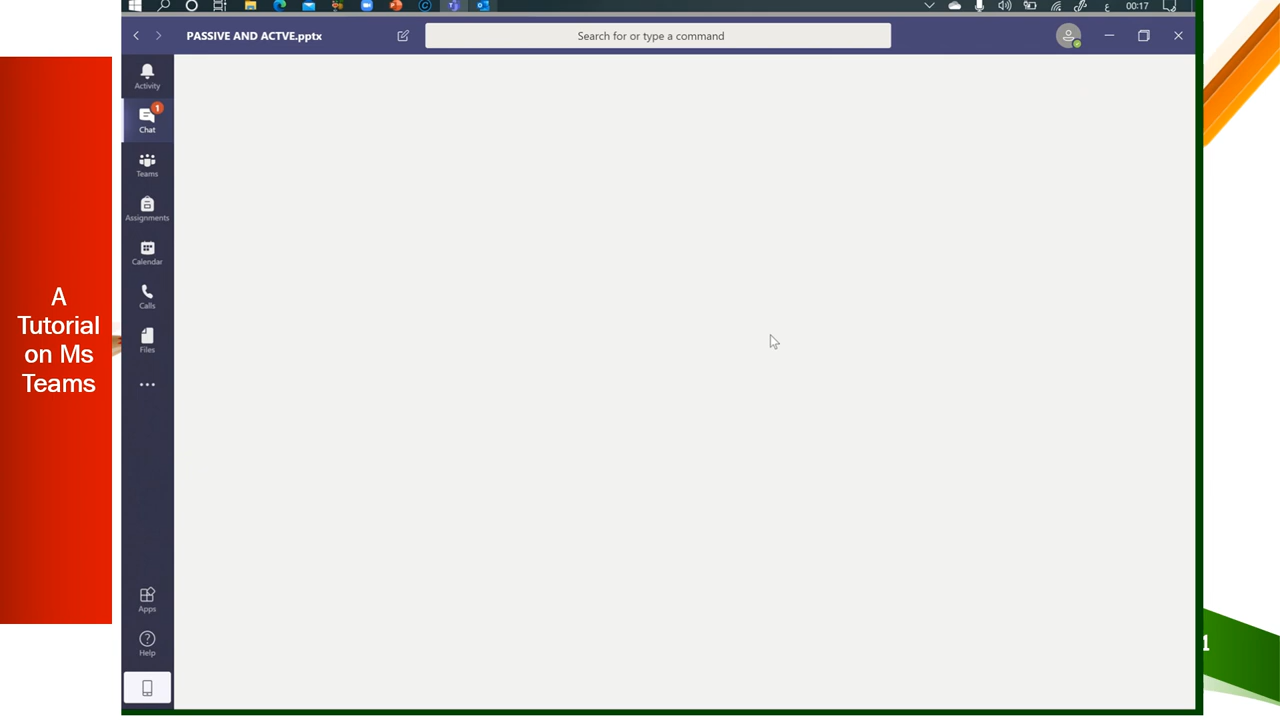 ع
00:17
PASSIVE AND ACTVE.pptx
Search for or type a command
Activity
1
Chat
Teams
Assignments
Calendar
Calls
Files
Apps
Help
A
Tutorial
on Ms
Teams
1